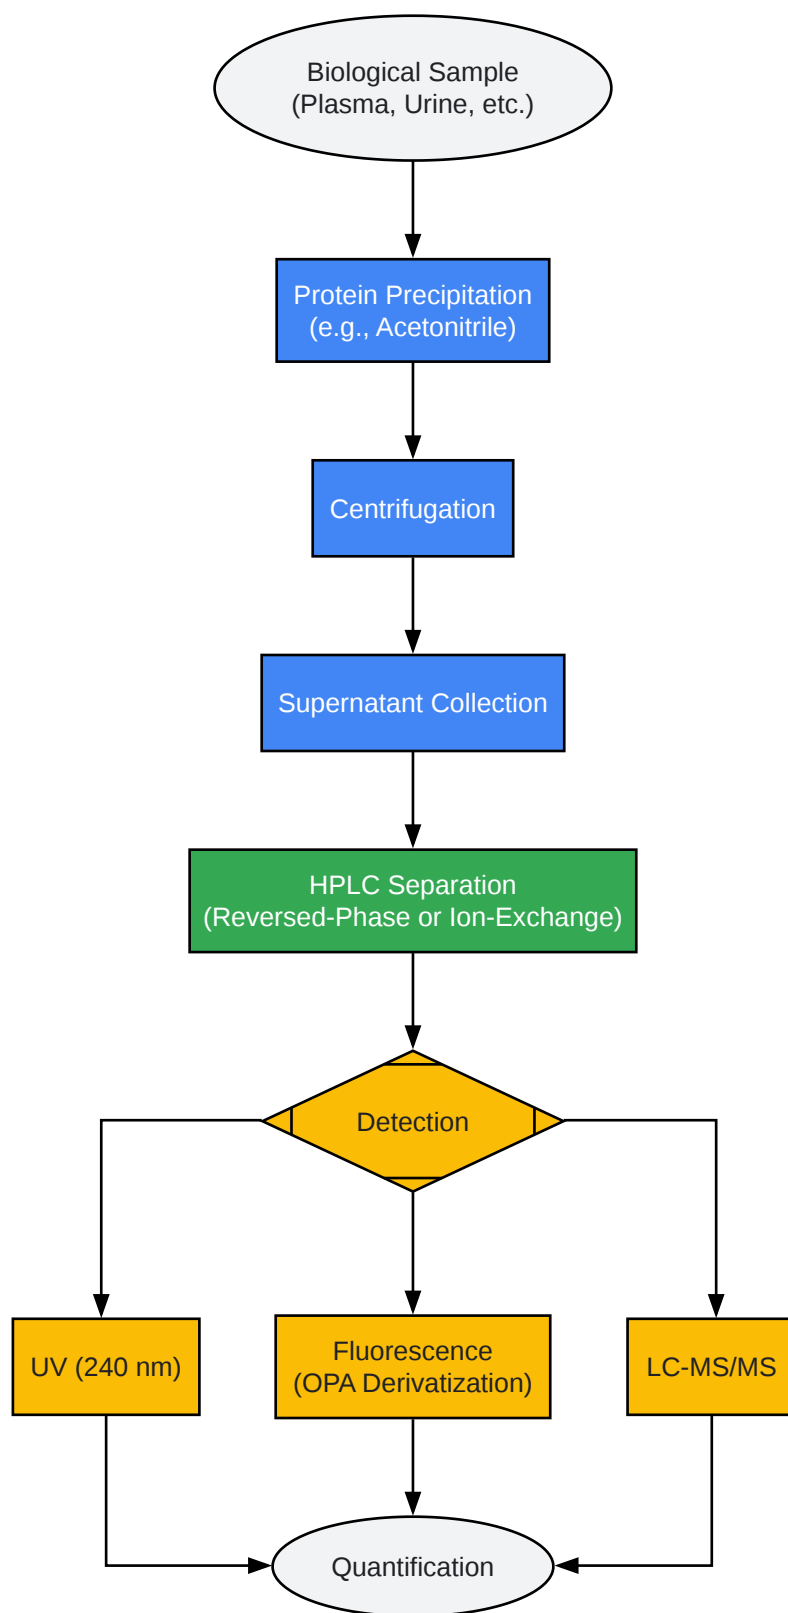 Biological Sample
(Plasma, Urine, etc.)
Protein Precipitation
(e.g., Acetonitrile)
Centrifugation
Supernatant Collection
HPLC Separation
(Reversed-Phase or Ion-Exchange)
Detection
UV (240 nm)
Fluorescence
(OPA Derivatization)
LC-MS/MS
Quantification